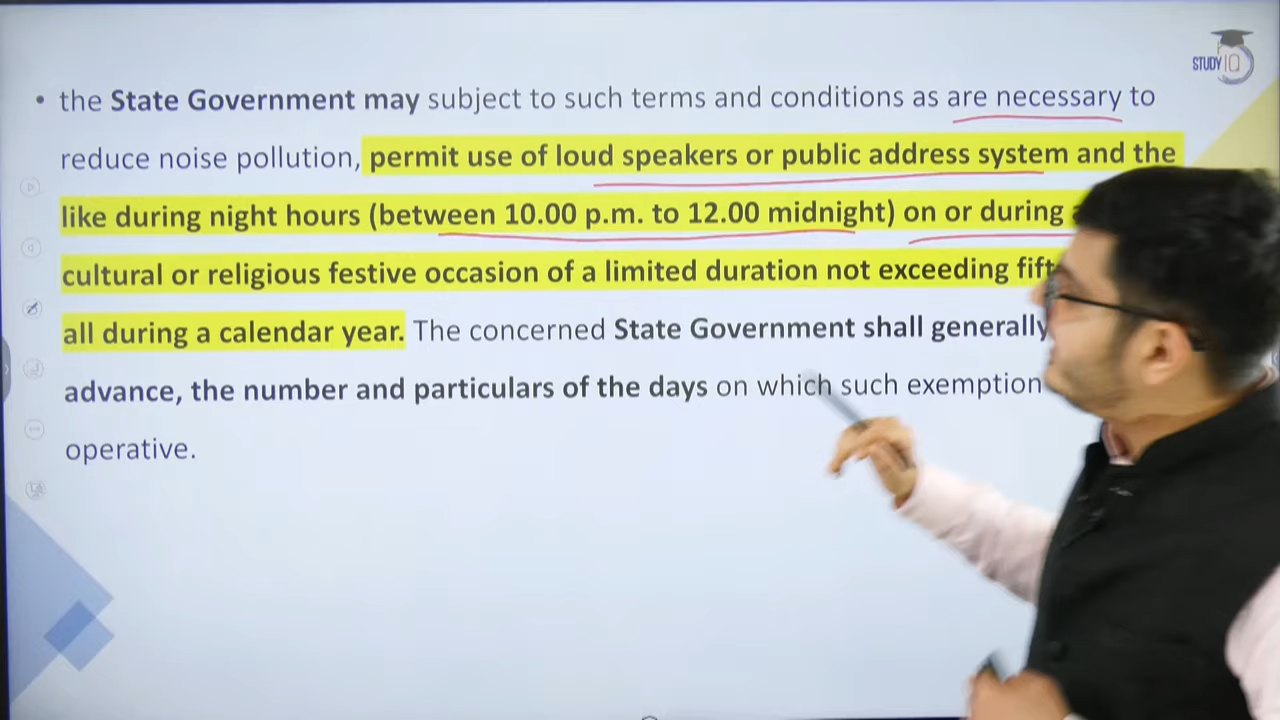 STUDY IQ
• the State Government may subject to such terms and conditions as are necessary to
reduce noise pollution, permit use of loud speakers or public address system and the
like during night hours (between 10.00 p.m. to 12.00 midnight) on or during
cultural or religious festive occasion of a limited duration not exceeding
all during a calendar year. The concerned State Government shall generally
advance, the number and particulars of the days on which such exemption
operative.